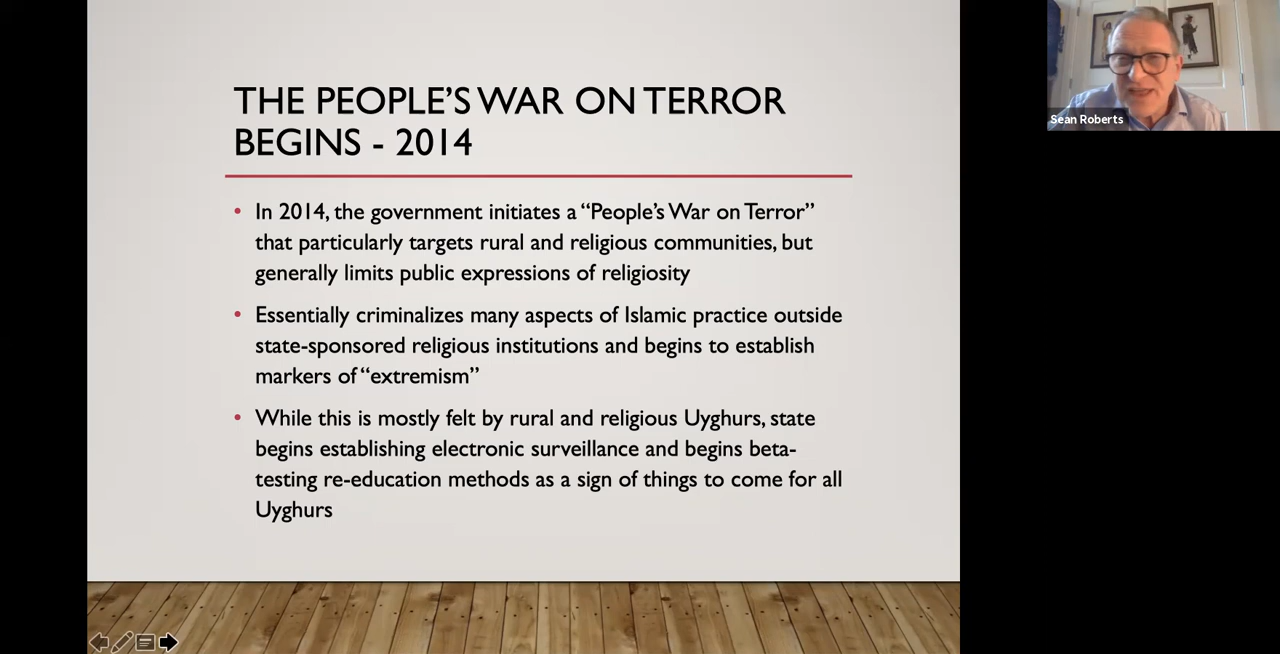 THE PEOPLE'S WAR ON TERROR
BEGINS - 2014
• In 2014, the government initiates a “People's War on Terror”
that particularly targets rural and religious communities, but
generally limits public expressions of religiosity
• Essentially criminalizes many aspects of Islamic practice outside
state-sponsored religious institutions and begins to establish
markers of “extremism”
• While this is mostly felt by rural and religious Uyghurs, state
begins establishing electronic surveillance and begins beta-
testing re-education methods as a sign of things to come for all
Uyghurs
Sean Roberts